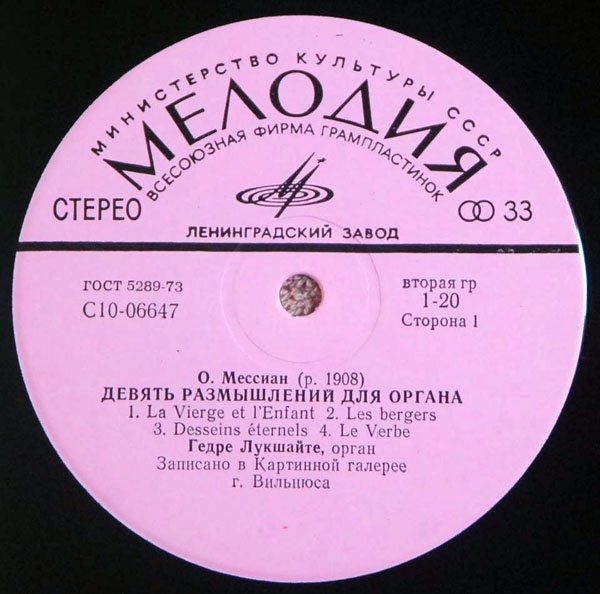 МИНИСТЕРСТВО КУЛЬТУРЫ СССР
МЕЛОДИЯ
ВСЕСОЮЗНАЯ ФИРМА ГРАМПЛАСТИНОК
СТЕРЕО
33
ЛЕНИНГРАДСКИЙ ЗАВОД
ГОСТ 5289-73
С10-06647
вторая гр
1-20
Сторона 1
О. Мессиан (р. 1908)
ДЕВЯТЬ РАЗМЫШЛЕНИЙ ДЛЯ ОРГАНА
1. La Vierge et l'Enfant 2. Les bergers
3. Desseins éternels 4. Le Verbe
Гедре Лукшайте, орган
Записано в Картинной галерее
г. Вильнюса